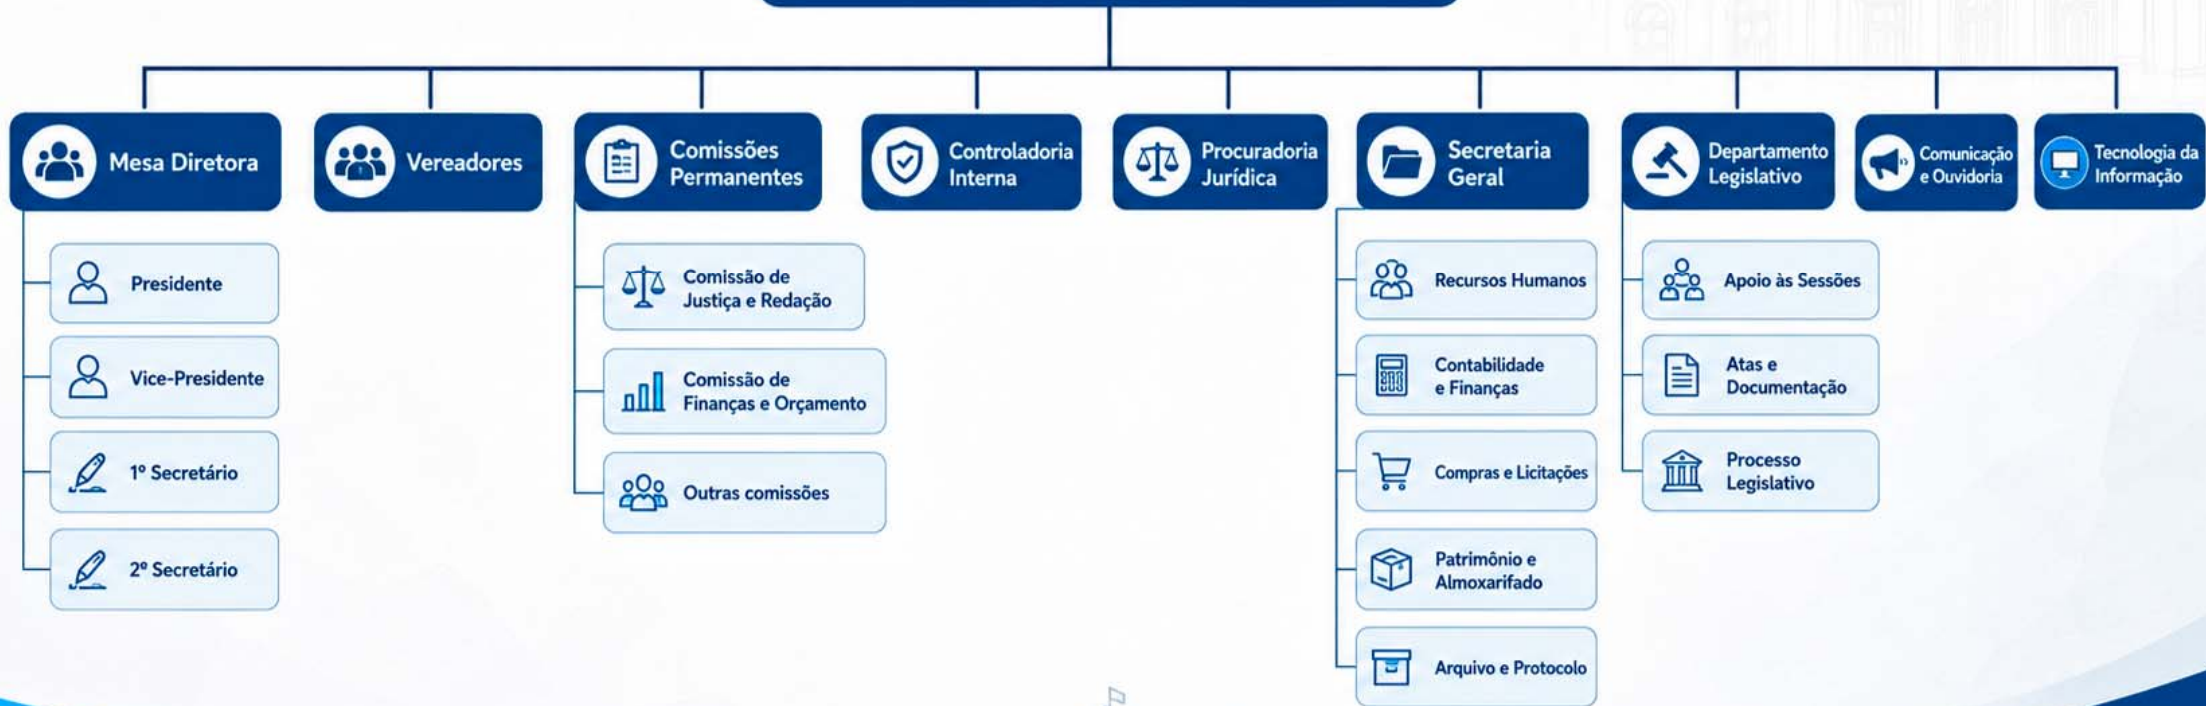 Mesa Diretora
Presidente
Vice-Presidente
1º Secretário
2º Secretário
Vereadores
Comissões
Permanentes
Comissão de
Justiça e Redação
Comissão de
Finanças e Orçamento
Outras comissões
Controladoria
Interna
Procuradoria
Jurídica
Secretaria
Geral
Recursos Humanos
Contabilidade
e Finanças
Compras e Licitações
Patrimônio e
Almoxarifado
Arquivo e Protocolo
Departamento
Legislativo
Apoio às Sessões
Atas e
Documentação
Processo
Legislativo
Comunicação
e Ouvidoria
Tecnologia da
Informação